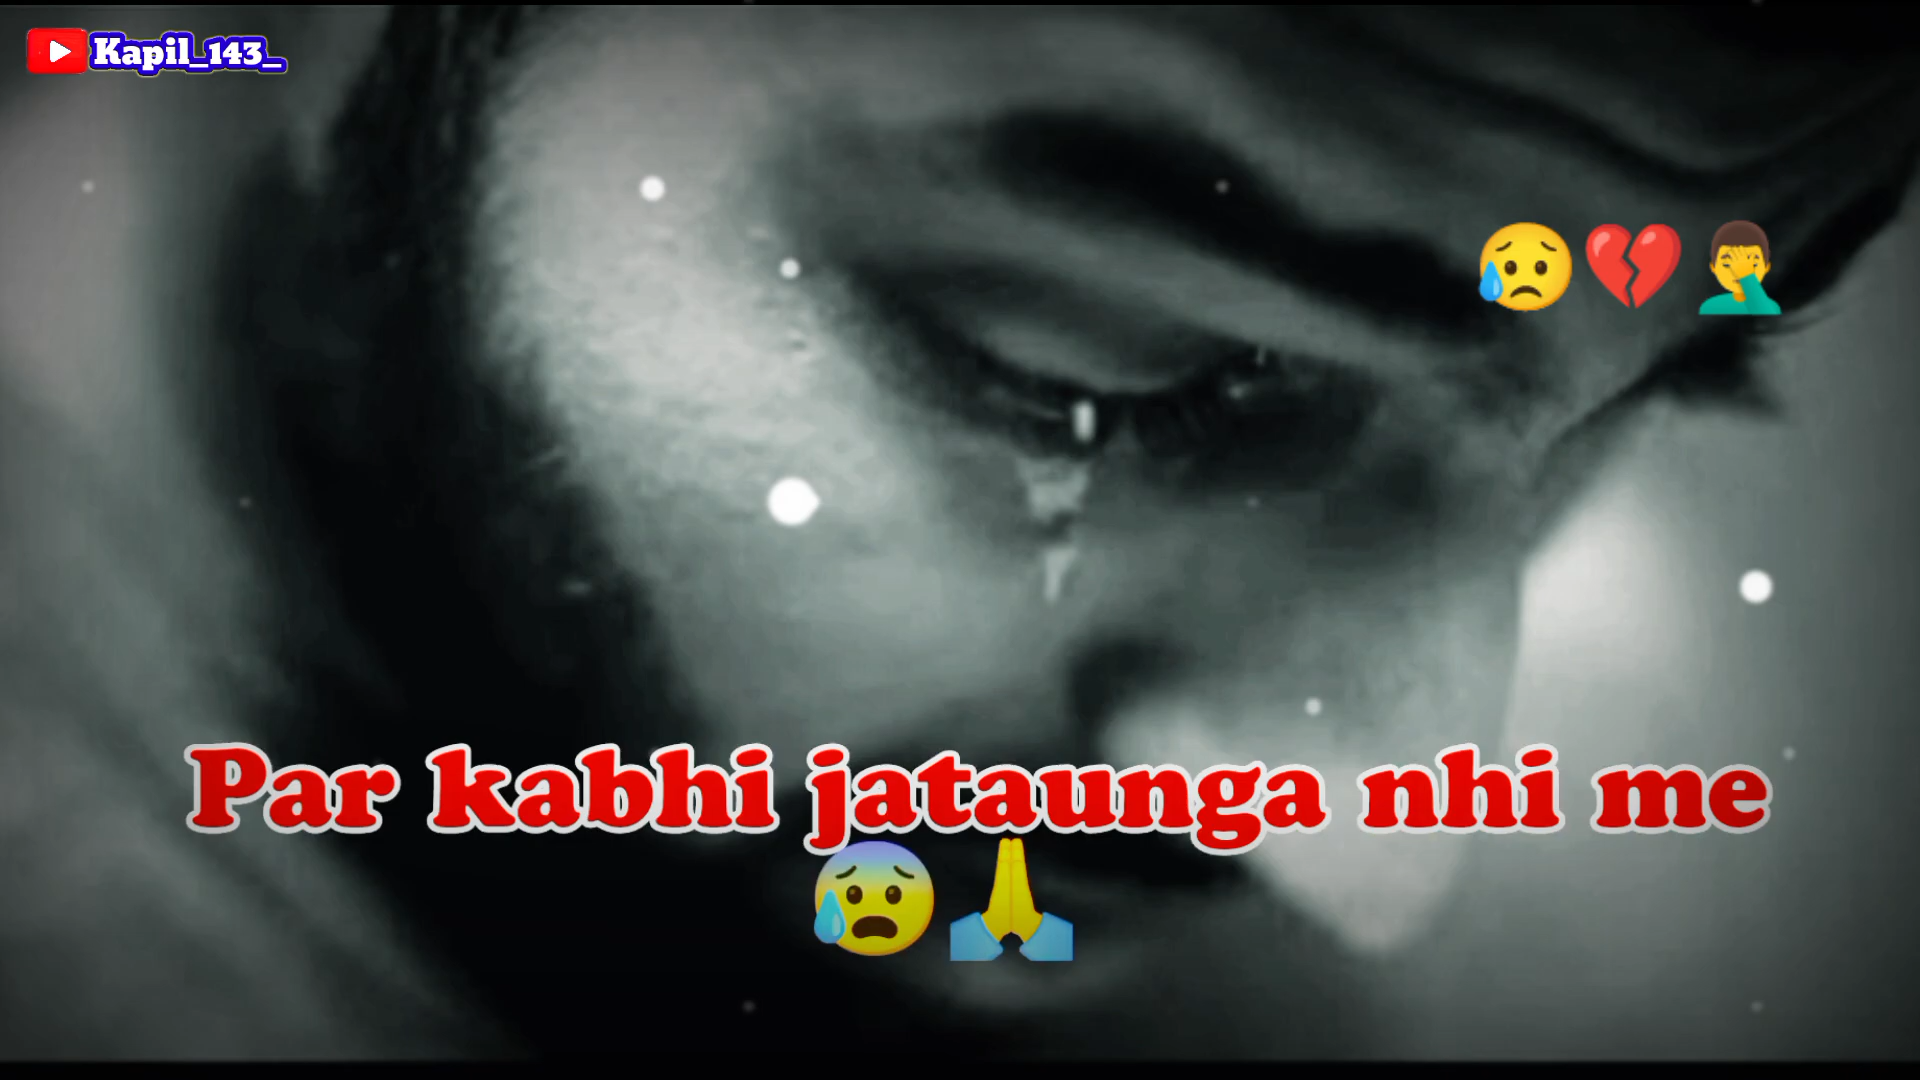 Kapil_143_
😥💔🤦‍♂️
Par kabhi jataunga nhi me
😰🙏